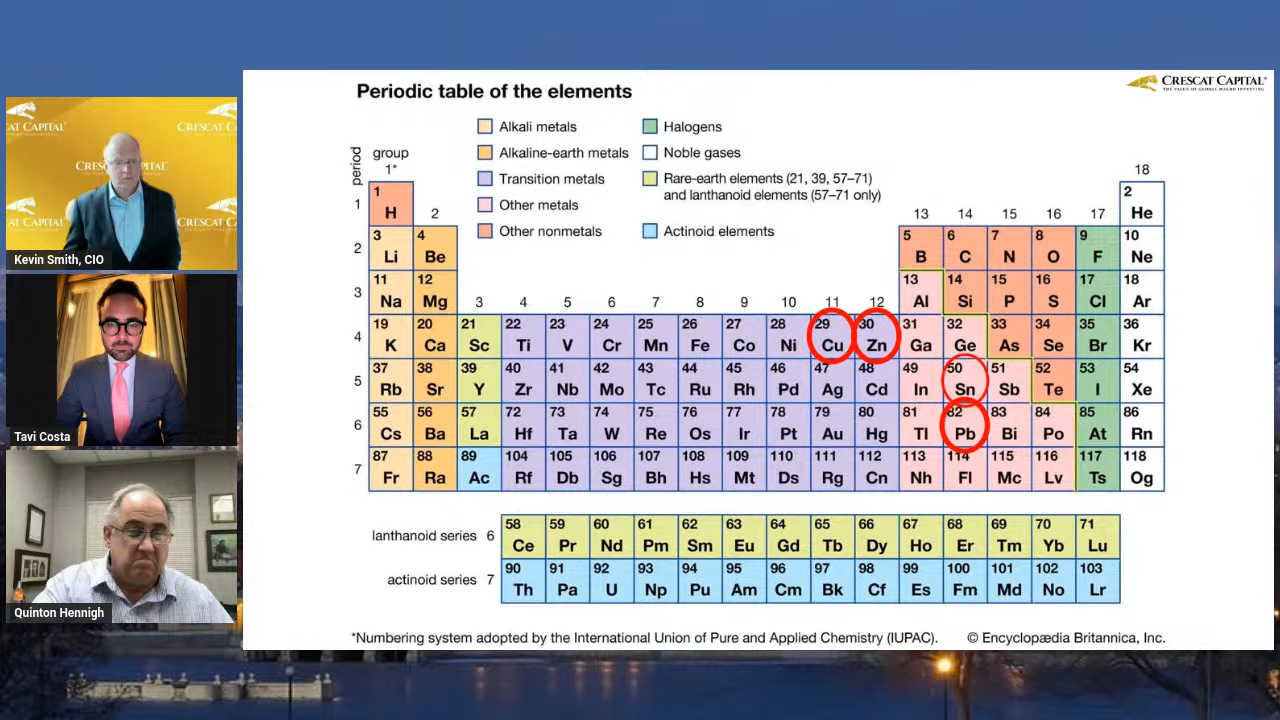 CRESCAT CAPITAL®
THE VALUE OF GLOBAL MACRO INVESTING
Periodic table of the elements
Alkali metals
Halogens
Alkaline-earth metals
Noble gases
Transition metals
Rare-earth elements (21, 39, 57–71)
and lanthanoid elements (57–71 only)
Other metals
Other nonmetals
Actinoid elements
period
group
1* 18
1 1 2
H 2 13 14 15 16 17 He
2 3 4 5 6 7 8 9 10
Li Be B C N O F Ne
3 11 12 13 14 15 16 17 18
Na Mg 3 4 5 6 7 8 9 10 11 12 Al Si P S Cl Ar
4 19 20 21 22 23 24 25 26 27 28 29 30 31 32 33 34 35 36
K Ca Sc Ti V Cr Mn Fe Co Ni Cu Zn Ga Ge As Se Br Kr
5 37 38 39 40 41 42 43 44 45 46 47 48 49 50 51 52 53 54
Rb Sr Y Zr Nb Mo Tc Ru Rh Pd Ag Cd In Sn Sb Te I Xe
6 55 56 57 72 73 74 75 76 77 78 79 80 81 82 83 84 85 86
Cs Ba La Hf Ta W Re Os Ir Pt Au Hg Tl Pb Bi Po At Rn
7 87 88 89 104 105 106 107 108 109 110 111 112 113 114 115 116 117 118
Fr Ra Ac Rf Db Sg Bh Hs Mt Ds Rg Cn Nh Fl Mc Lv Ts Og
lanthanoid series 6 58 59 60 61 62 63 64 65 66 67 68 69 70 71
Ce Pr Nd Pm Sm Eu Gd Tb Dy Ho Er Tm Yb Lu
actinoid series 7 90 91 92 93 94 95 96 97 98 99 100 101 102 103
Th Pa U Np Pu Am Cm Bk Cf Es Fm Md No Lr
*Numbering system adopted by the International Union of Pure and Applied Chemistry (IUPAC). © Encyclopædia Britannica, Inc.
CAT CAPITAL
CRESCAT CAPITAL
CRES PITAL
CAT CAPITAL
CRESCAT C
Kevin Smith, CIO
Tavi Costa
Quinton Hennigh